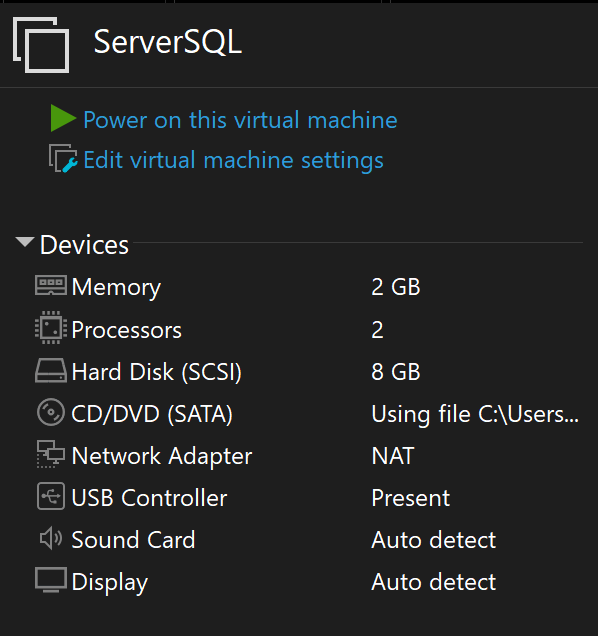 ServerSQL
Power on this virtual machine
Edit virtual machine settings
Devices
Memory 2 GB
Processors 2
Hard Disk (SCSI) 8 GB
CD/DVD (SATA) Using file C:\Users...
Network Adapter NAT
USB Controller Present
Sound Card Auto detect
Display Auto detect